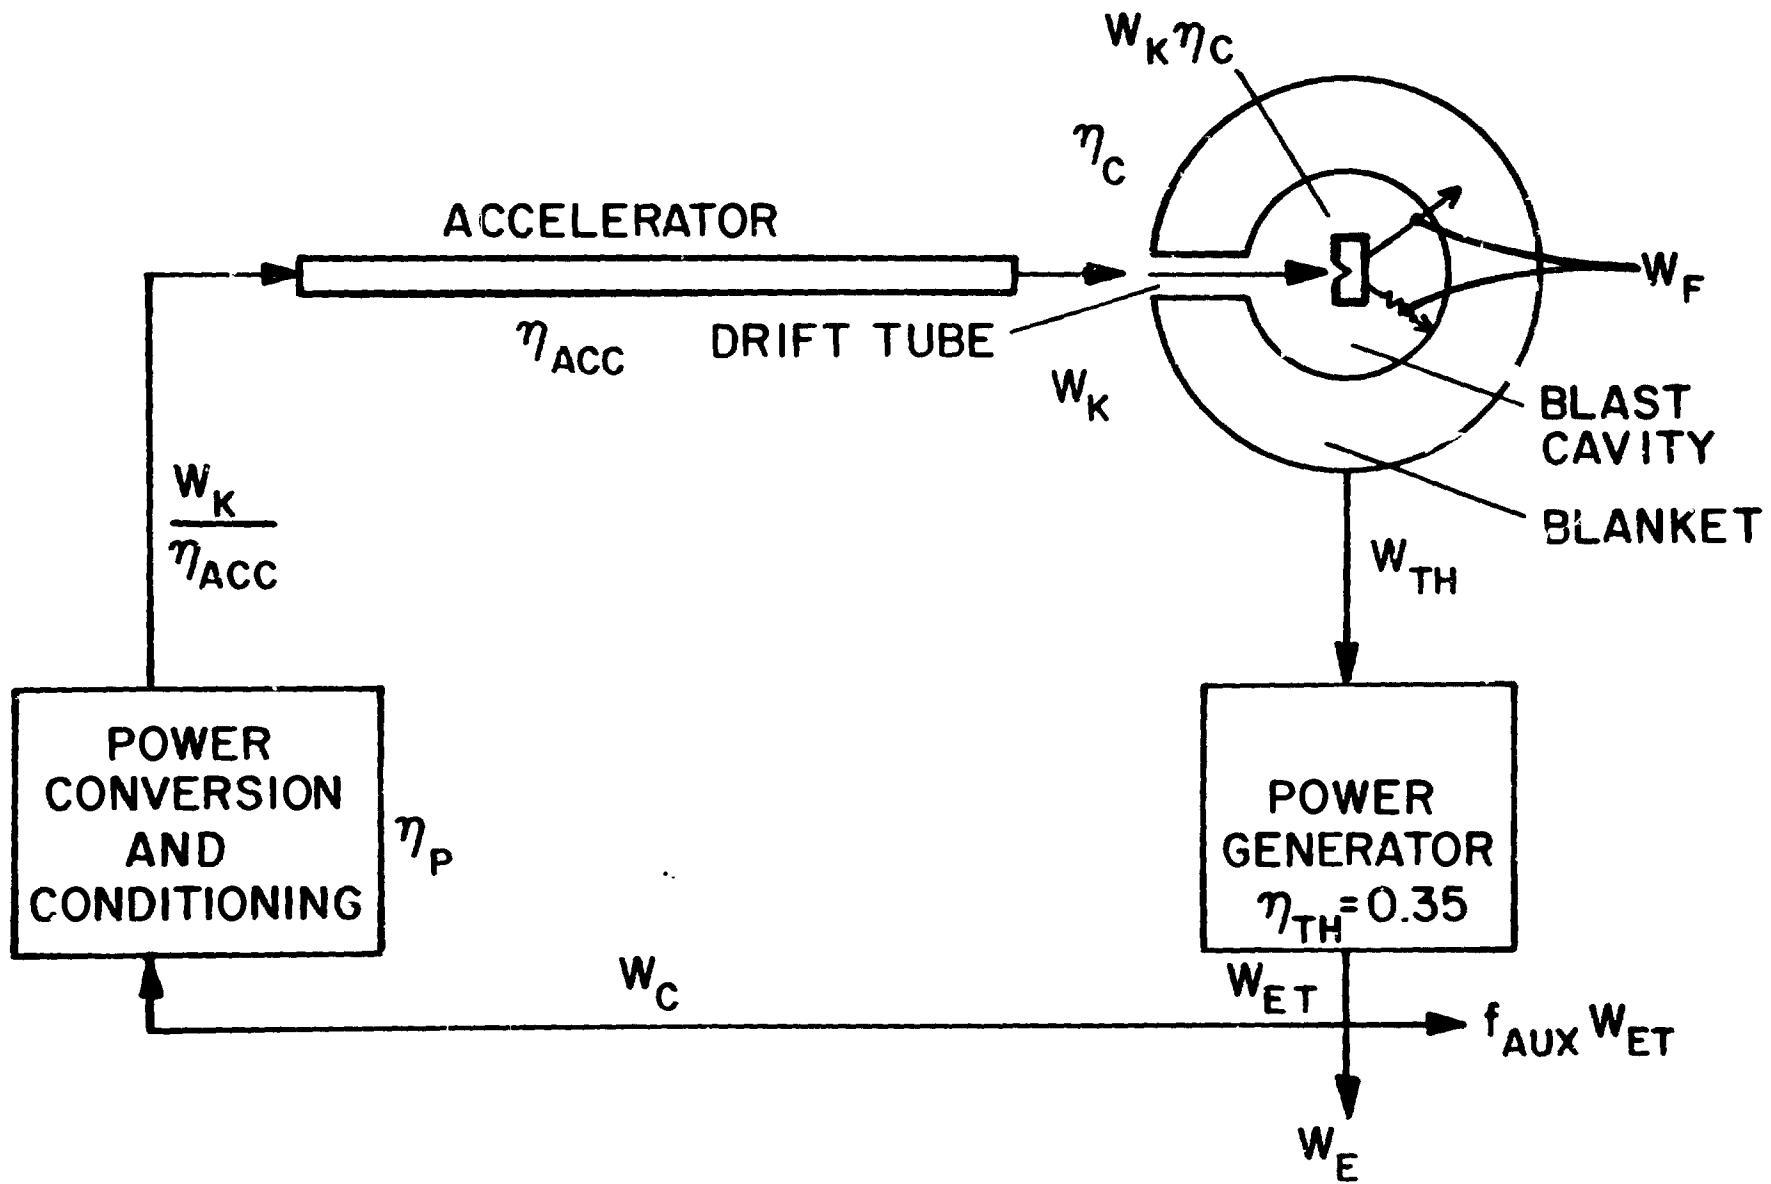 W_K η_C
η_C
ACCELERATOR
W_F
η_ACC
DRIFT TUBE
W_K
BLAST
CAVITY
W_K
η_ACC
BLANKET
W_TH
POWER
CONVERSION
AND
CONDITIONING
η_P
POWER
GENERATOR
η_TH=0.35
W_C
W_ET
f_AUX W_ET
W_E